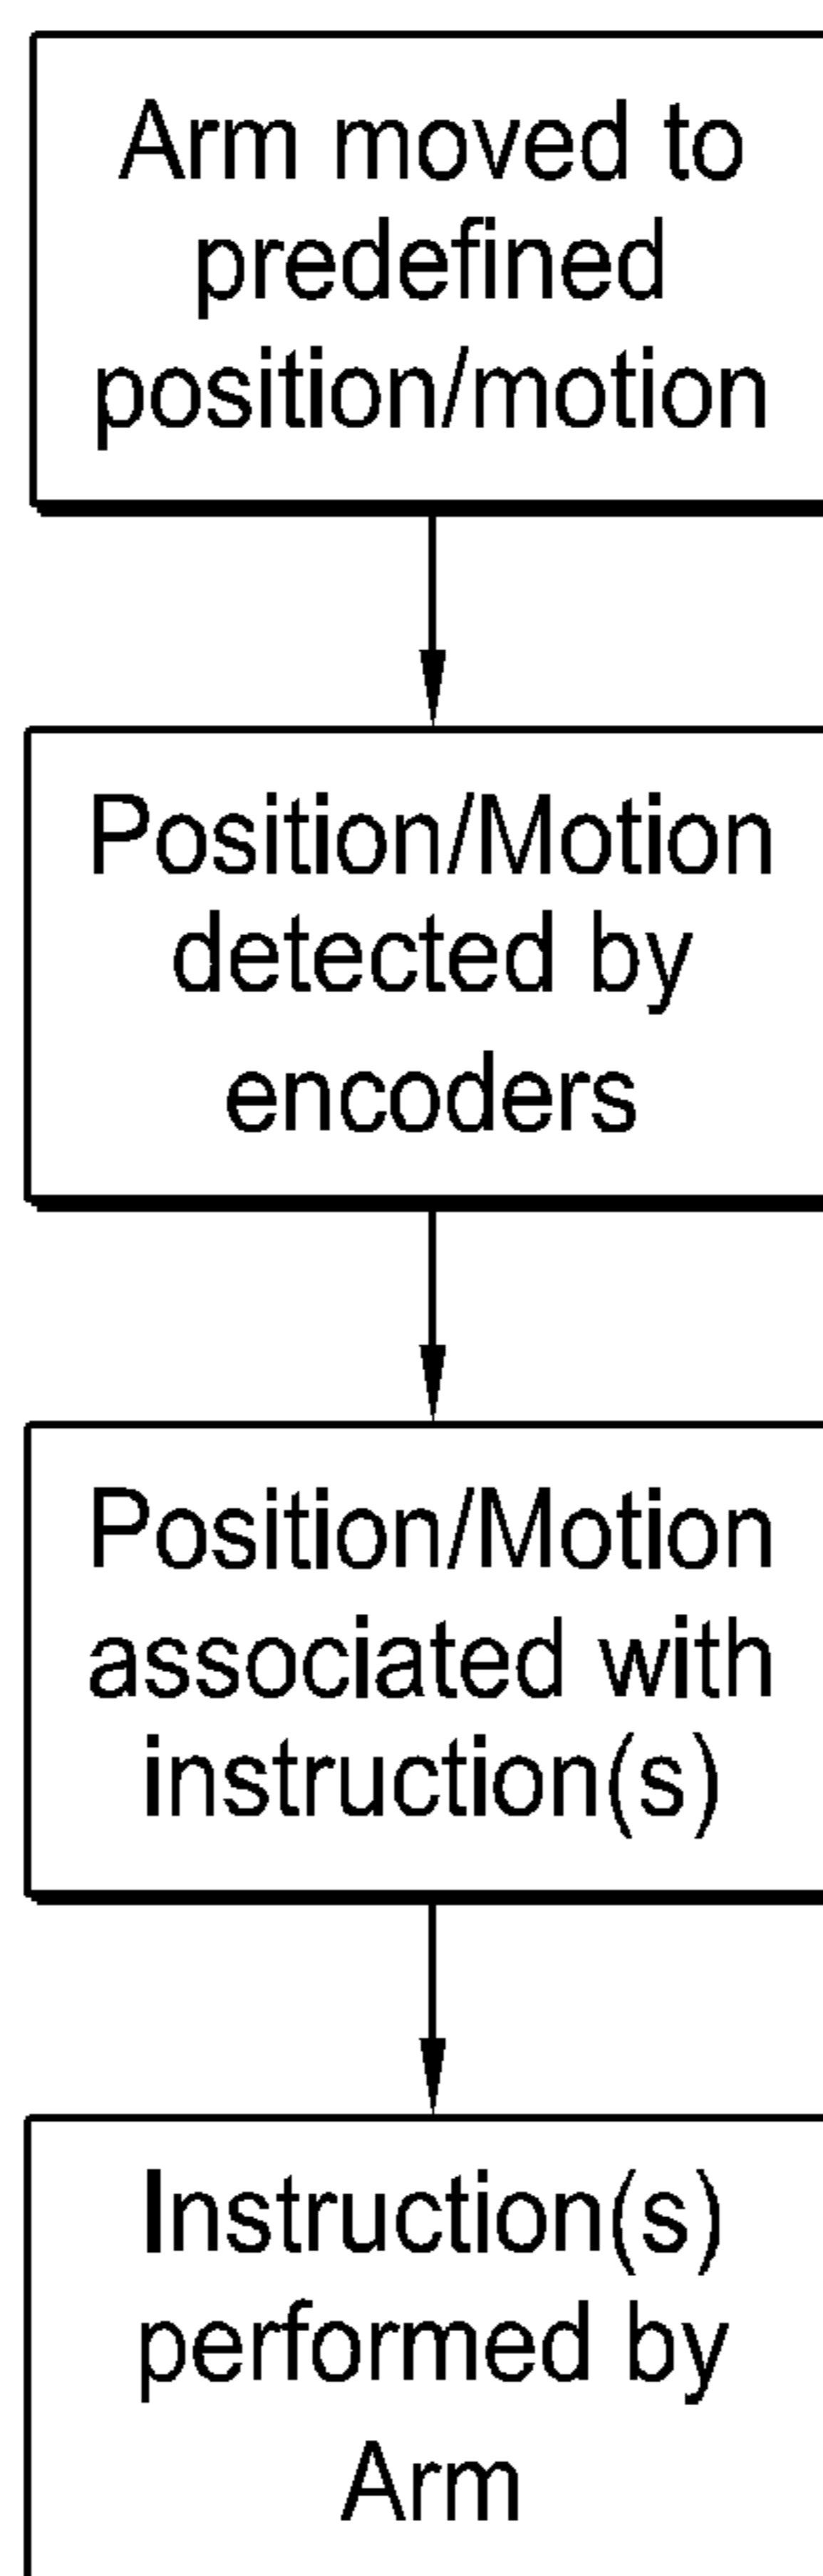 Arm moved to
predefined
position/motion
Position/Motion
detected by
encoders
Position/Motion
associated with
instruction(s)
Instruction(s)
performed by
Arm